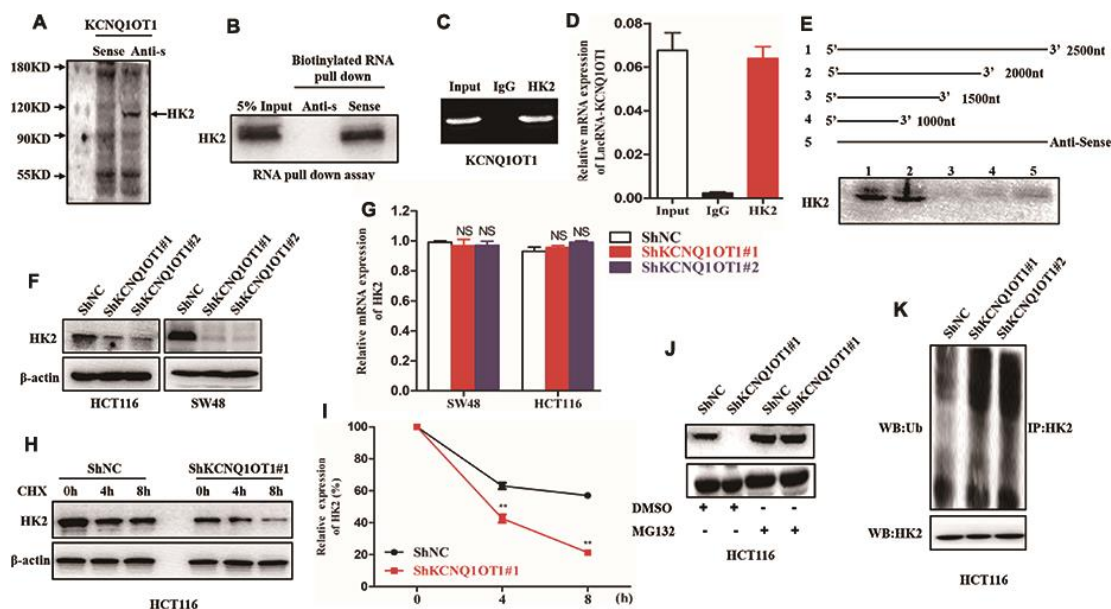 A
KCNQ1OT1
Sense Anti-s
180KD
120KD
HK2
90KD
55KD
B
Biotinylated RNA
pull down
5% Input Anti-s Sense
HK2
RNA pull down assay
C
Input IgG HK2
KCNQ1OT1
D
Relative mRNA expression
of LncRNA-KCNQ1OT1
0.08
0.06
0.04
0.02
0.00
Input IgG HK2
E
1 5' 3' 2500nt
2 5' 3' 2000nt
3 5' 3' 1500nt
4 5' 3' 1000nt
5 Anti-Sense
1 2 3 4 5
HK2
F
ShNC ShKCNQ1OT1#1 ShKCNQ1OT1#2 ShNC ShKCNQ1OT1#1 ShKCNQ1OT1#2
HK2
β-actin
HCT116 SW48
G
Relative mRNA expression
of HK2
1.2
1.0
0.8
0.6
0.4
0.2
0.0
NS NS NS NS
SW48 HCT116
ShNC
ShKCNQ1OT1#1
ShKCNQ1OT1#2
H
ShNC ShKCNQ1OT1#1
CHX 0h 4h 8h 0h 4h 8h
HK2
β-actin
HCT116
I
Relative expression
of HK2 (%)
100
80
60
40
20
0
** **
ShNC
ShKCNQ1OT1#1
0 4 8 (h)
J
ShNC ShKCNQ1OT1#1 ShNC ShKCNQ1OT1#1
DMSO + + - -
MG132 - - + +
HCT116
K
ShNC ShKCNQ1OT1#1 ShKCNQ1OT1#2
WB:Ub IP:HK2
WB:HK2
HCT116